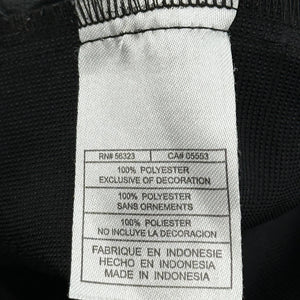 RN# 56323 CA# 05553
100% POLYESTER
EXCLUSIVE OF DECORATION
100% POLYESTER
SANS ORNEMENTS
100% POLIESTER
NO INCLUYE LA DECORACION
FABRIQUE EN INDONESIE
HECHO EN INDONESIA
MADE IN INDONESIA